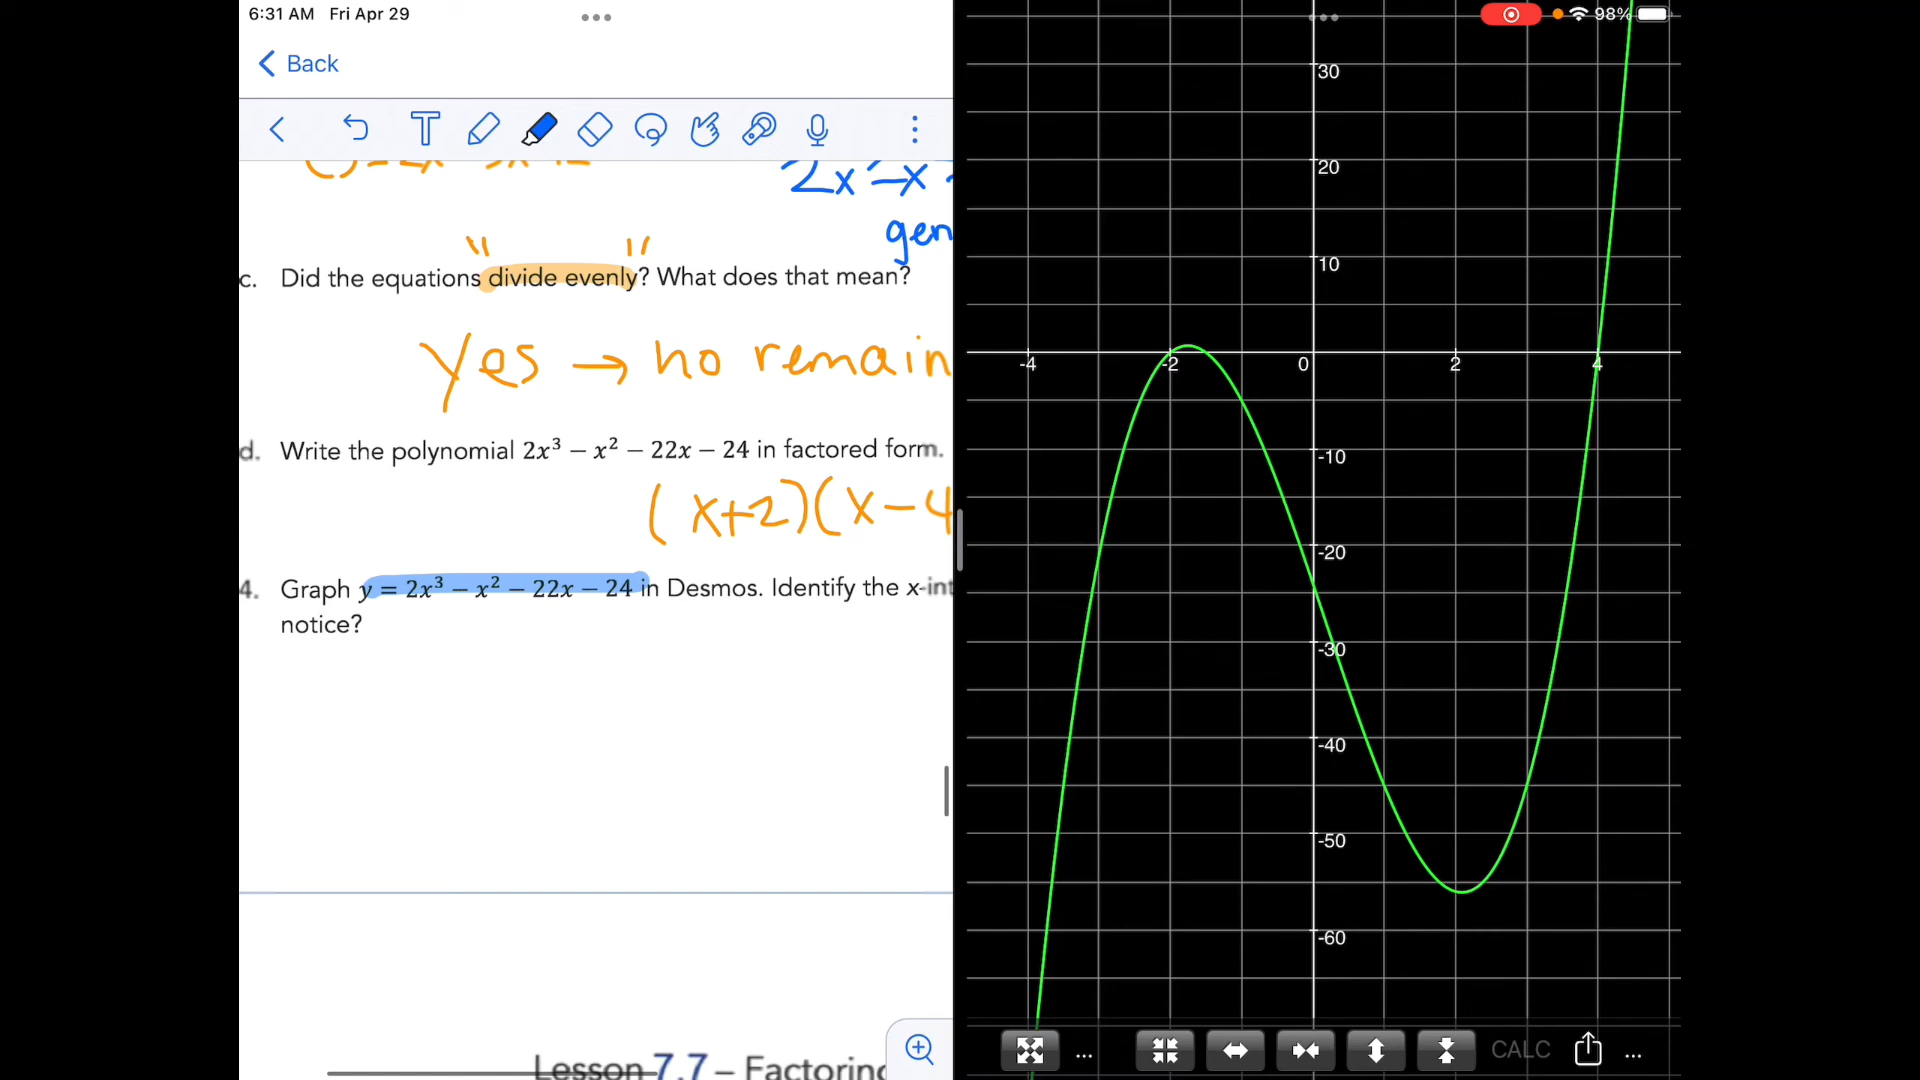 6:31 AM Fri Apr 29
98%
Back
2x²-x
gen
c. Did the equations "divide evenly"? What does that mean?
Yes → no remain
d. Write the polynomial 2x³ − x² − 22x − 24 in factored form.
(x+2)(x-4
4. Graph y = 2x³ − x² − 22x − 24 in Desmos. Identify the x-int
notice?
Lesson 7.7 – Factoring
30
20
10
-4 -2 0 2 4
-10
-20
-30
-40
-50
-60
... CALC ...